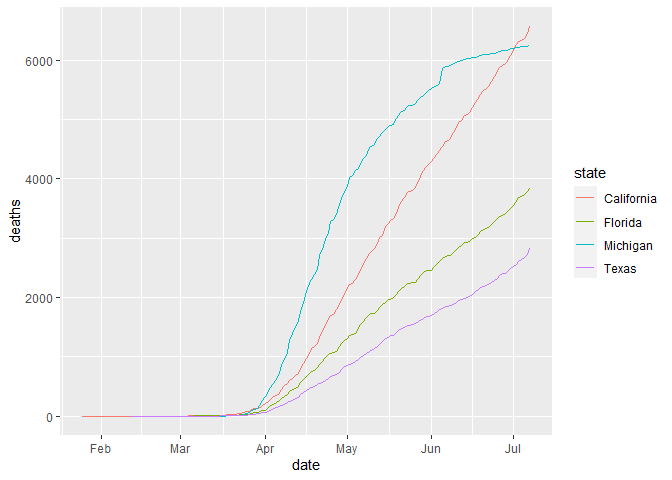 6000
4000
2000
0
deaths
Feb Mar Apr May Jun Jul
date
state
California
Florida
Michigan
Texas